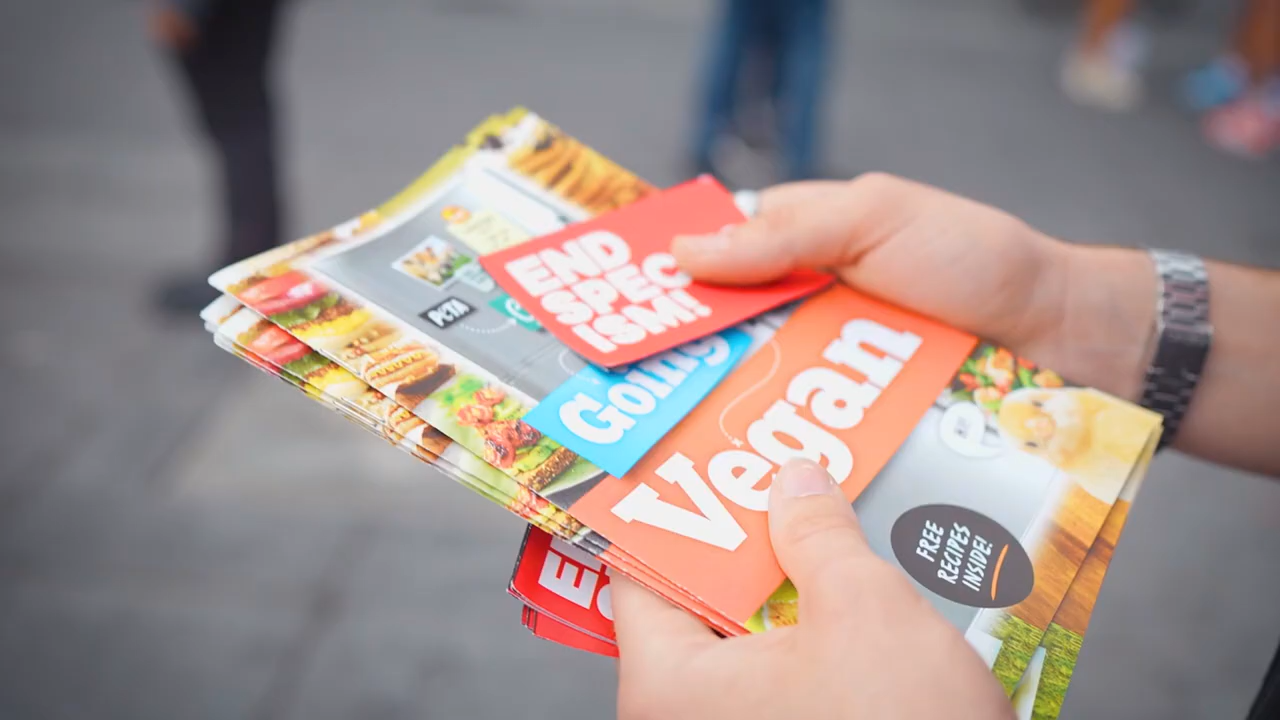 END
SPEC
ISM!
PETA
Going
Vegan
FREE
RECIPES
INSIDE!